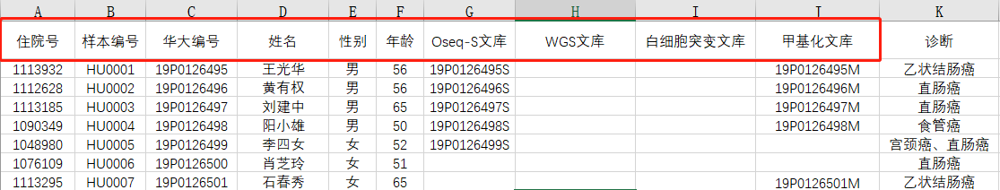 A B C D E F G H I J K
住院号 样本编号 华大编号 姓名 性别 年龄 Oseq-S文库 WGS文库 白细胞突变文库 甲基化文库 诊断
1113932 HU0001 19P0126495 王光华 男 56 19P0126495S 19P0126495M 乙状结肠癌
1112628 HU0002 19P0126496 黄有权 男 56 19P0126496S 19P0126496M 直肠癌
1113185 HU0003 19P0126497 刘建中 男 65 19P0126497S 19P0126497M 直肠癌
1090349 HU0004 19P0126498 阳小雄 男 50 19P0126498S 19P0126498M 食管癌
1048980 HU0005 19P0126499 李四女 女 52 19P0126499S 宫颈癌、直肠癌
1076109 HU0006 19P0126500 肖芝玲 女 51 直肠癌
1113295 HU0007 19P0126501 石春秀 女 65 19P0126501M 乙状结肠癌